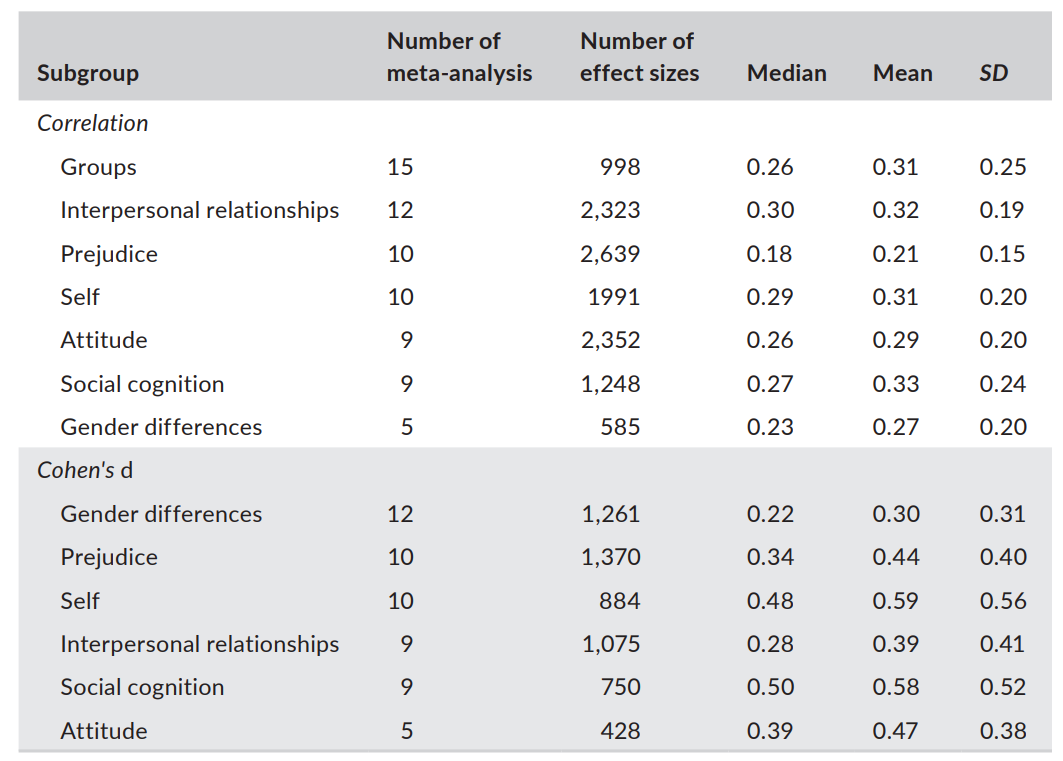 Subgroup Number of meta-analysis Number of effect sizes Median Mean SD
Correlation
Groups 15 998 0.26 0.31 0.25
Interpersonal relationships 12 2,323 0.30 0.32 0.19
Prejudice 10 2,639 0.18 0.21 0.15
Self 10 1991 0.29 0.31 0.20
Attitude 9 2,352 0.26 0.29 0.20
Social cognition 9 1,248 0.27 0.33 0.24
Gender differences 5 585 0.23 0.27 0.20
Cohen's d
Gender differences 12 1,261 0.22 0.30 0.31
Prejudice 10 1,370 0.34 0.44 0.40
Self 10 884 0.48 0.59 0.56
Interpersonal relationships 9 1,075 0.28 0.39 0.41
Social cognition 9 750 0.50 0.58 0.52
Attitude 5 428 0.39 0.47 0.38